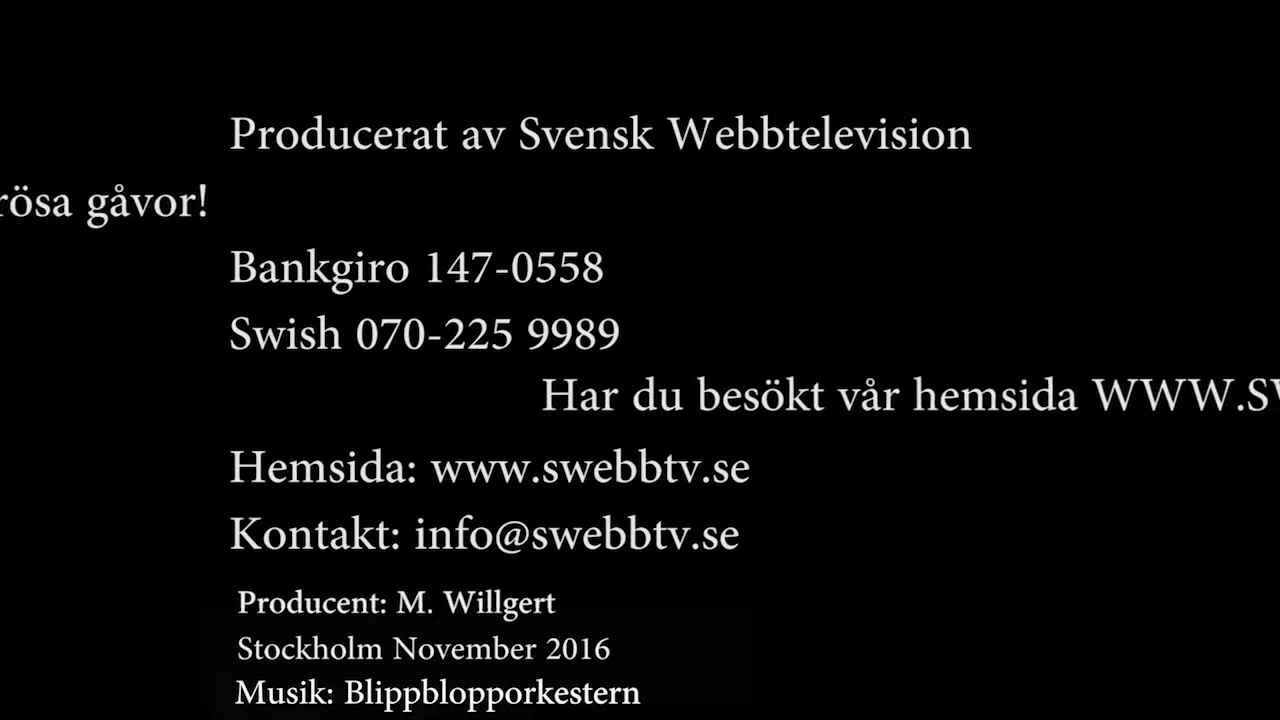 Producerat av Svensk Webbtelevision
rösa gåvor!
Bankgiro 147-0558
Swish 070-225 9989
Har du besökt vår hemsida WWW.SW
Hemsida: www.swebbtv.se
Kontakt: info@swebbtv.se
Producent: M. Willgert
Stockholm November 2016
Musik: Blippblopporkestern